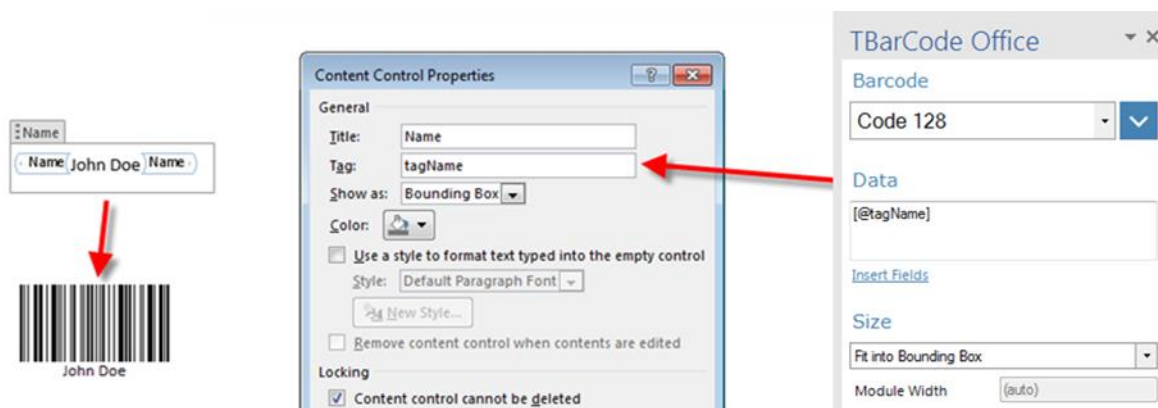 Name
Name John Doe Name
John Doe
Content Control Properties
General
Title: Name
Tag: tagName
Show as: Bounding Box
Color:
Use a style to format text typed into the empty control
Style: Default Paragraph Font
New Style...
Remove content control when contents are edited
Locking
Content control cannot be deleted
TBarCode Office
Barcode
Code 128
Data
[@tagName]
Insert Fields
Size
Fit into Bounding Box
Module Width (auto)